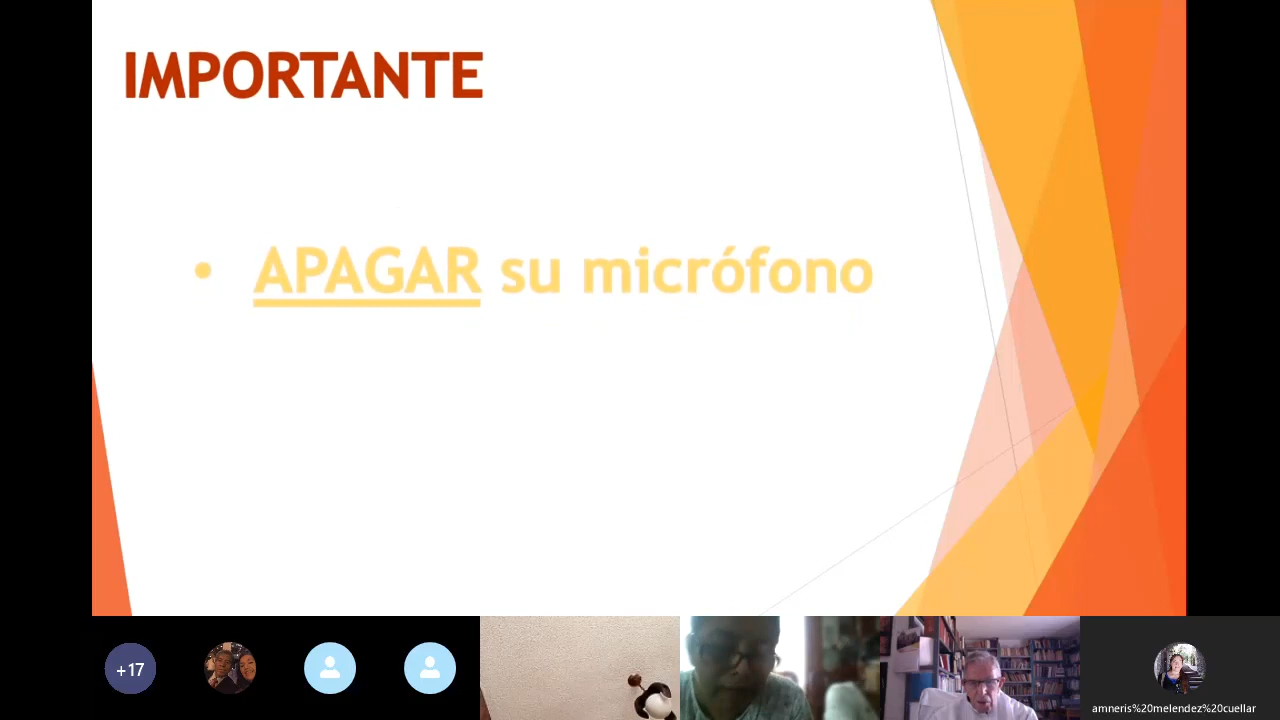 IMPORTANTE
• APAGAR su micrófono
+17
amneris%20melendez%20cuellar